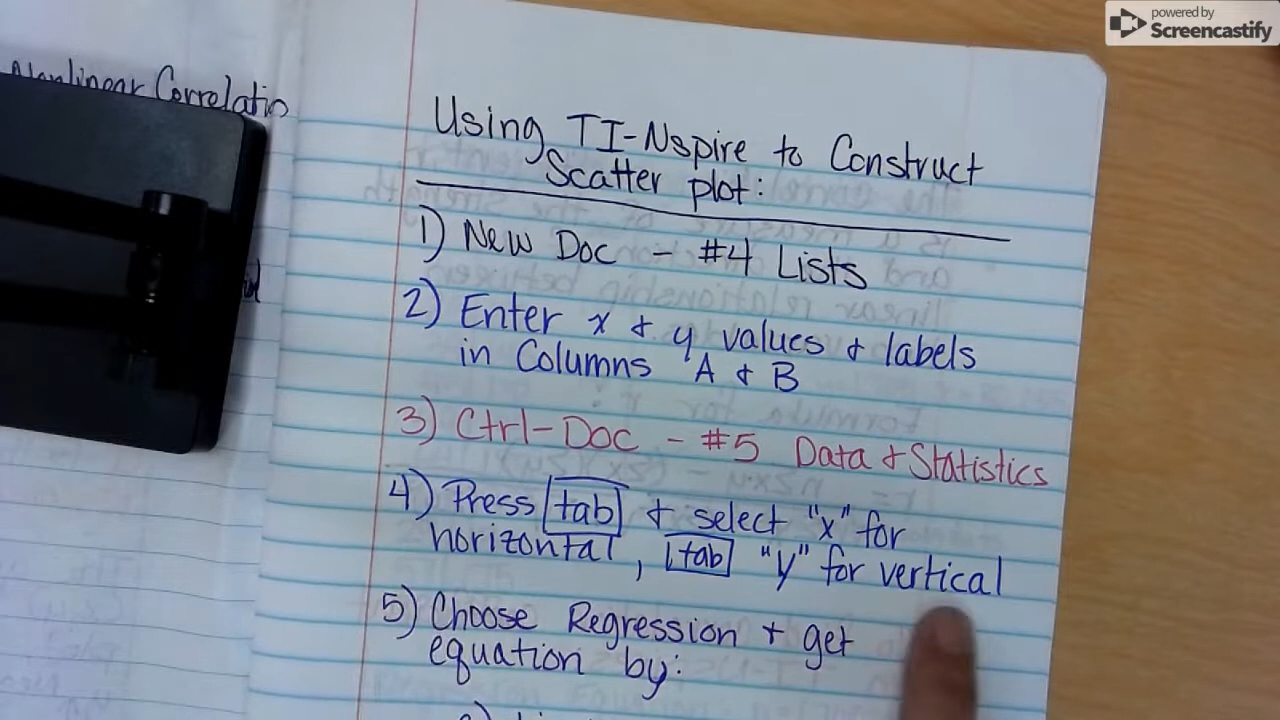 powered by
Screencastify
Nonlinear Correlatio
Using TI-Nspire to Construct
Scatter plot:
1) New Doc - #4 Lists
2) Enter x + y values + labels
in Columns A + B
3) Ctrl-Doc - #5 Data + Statistics
4) Press tab + select "x" for
horizontal, tab "y" for vertical
5) Choose Regression + get
equation by: